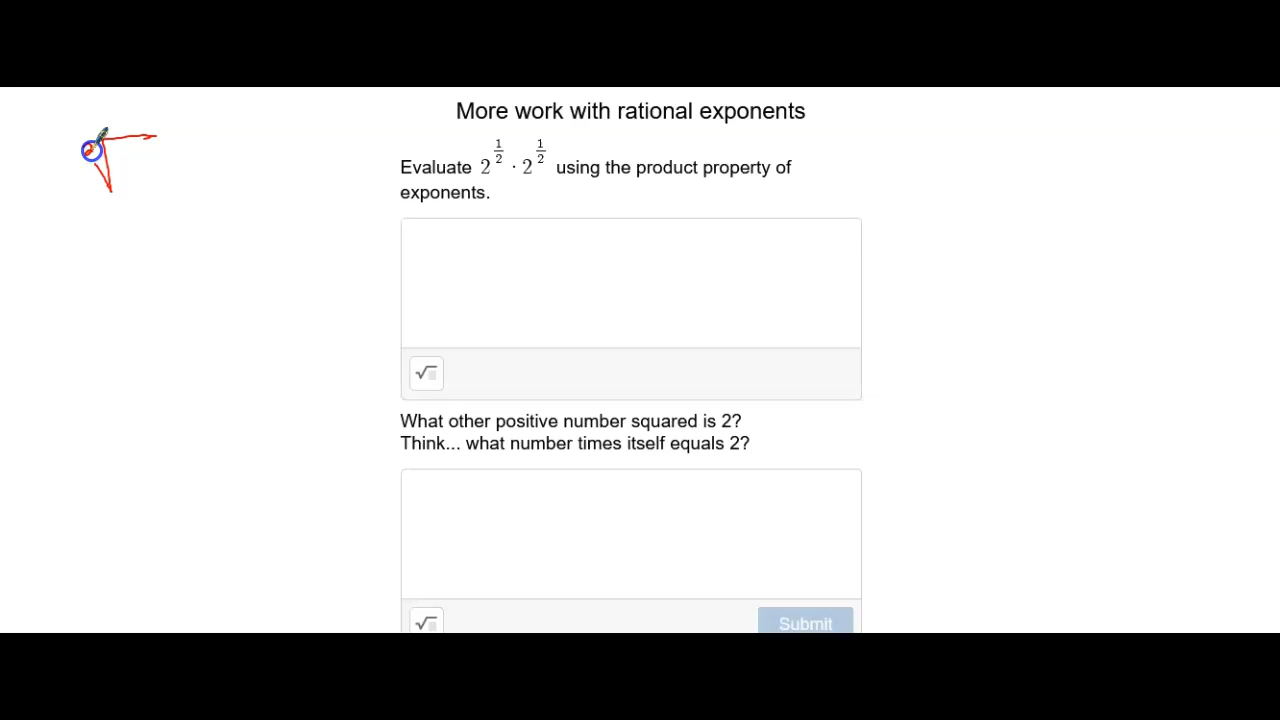 More work with rational exponents
Evaluate 2^{1/2} · 2^{1/2} using the product property of
exponents.
√
What other positive number squared is 2?
Think... what number times itself equals 2?
√
Submit
2